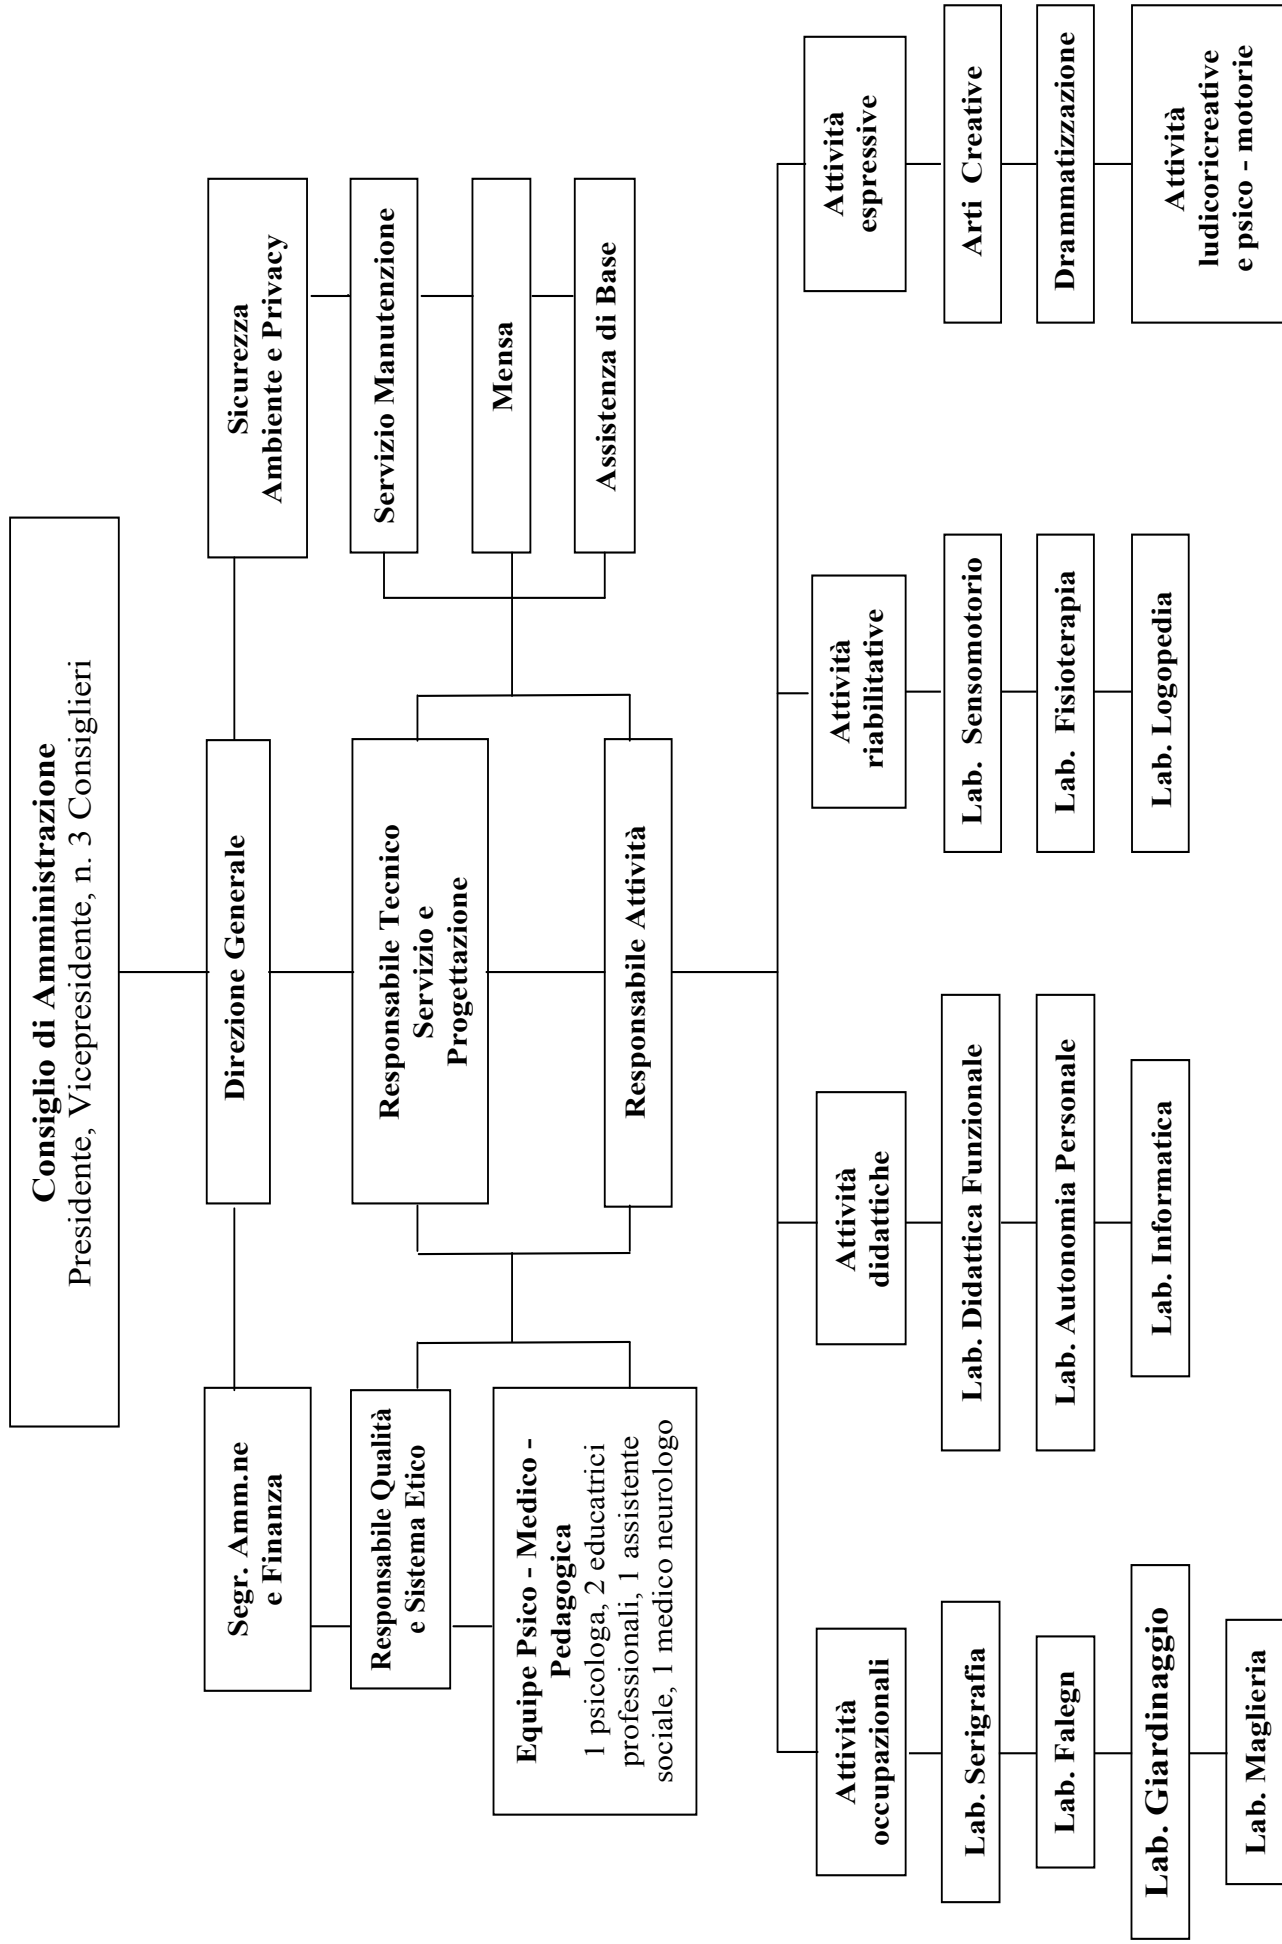 Consiglio di Amministrazione
Presidente, Vicepresidente, n. 3 Consiglieri
Segr. Amm.ne
e Finanza
Direzione Generale
Sicurezza
Ambiente e Privacy
Responsabile Qualità
e Sistema Etico
Responsabile Tecnico
Servizio e
Progettazione
Servizio Manutenzione
Mensa
Equipe Psico - Medico -
Pedagogica
1 psicologa, 2 educatrici
professionali, 1 assistente
sociale, 1 medico neurologo
Responsabile Attività
Assistenza di Base
Attività
occupazionali
Lab. Serigrafia
Lab. Falegn
Lab. Giardinaggio
Lab. Maglieria
Attività
didattiche
Lab. Didattica Funzionale
Lab. Autonomia Personale
Lab. Informatica
Attività
riabilitative
Lab. Sensomotorio
Lab. Fisioterapia
Lab. Logopedia
Attività
espressive
Arti Creative
Drammatizzazione
Attività
ludicoricreative
e psico - motorie